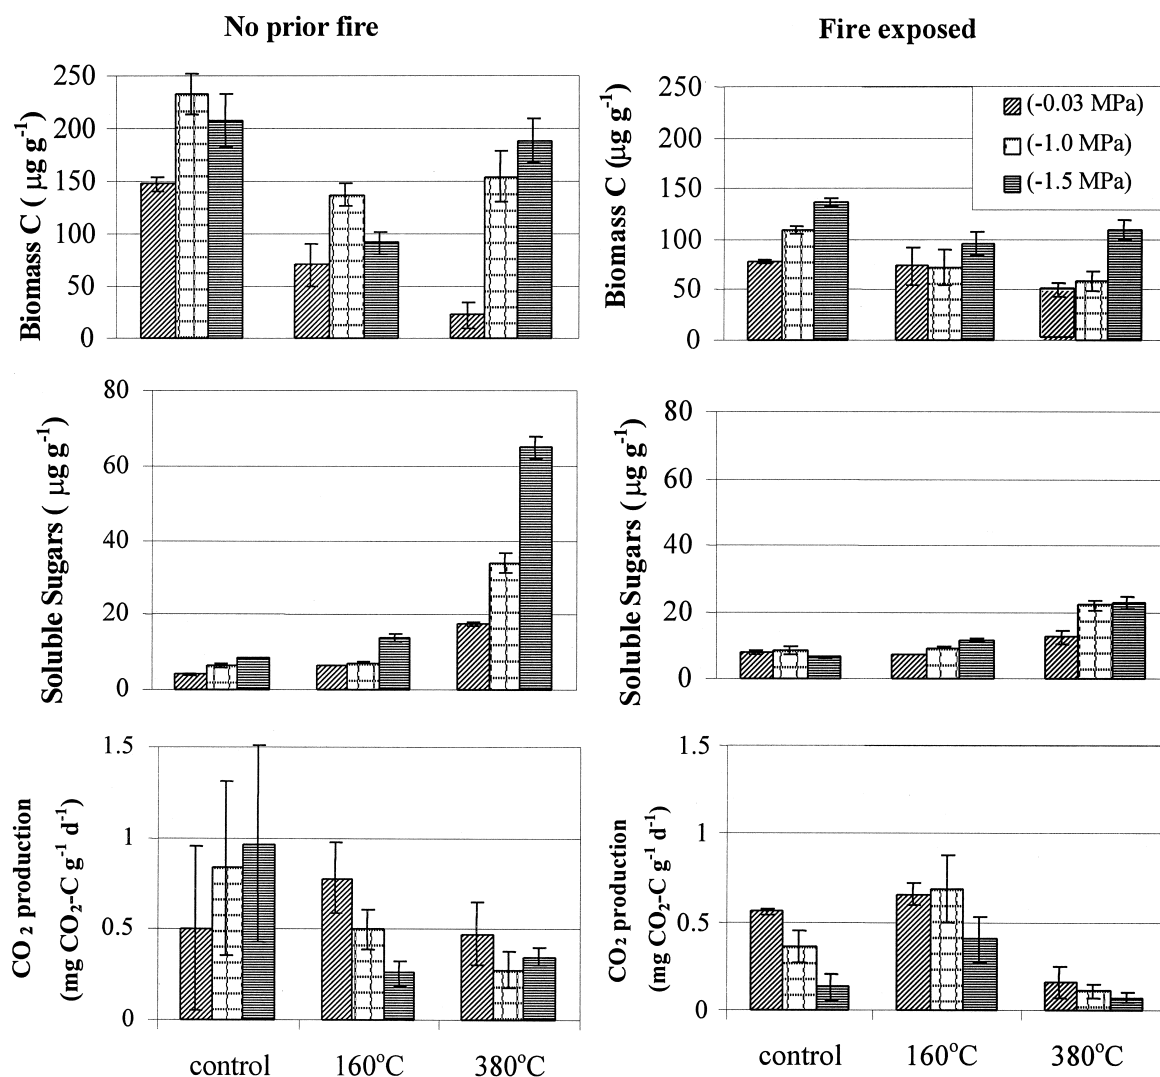 No prior fire
Fire exposed
Biomass C ( μg g⁻¹)
250
200
150
100
50
0
Biomass C (μg g⁻¹)
250
200
150
100
50
0
(-0.03 MPa)
(-1.0 MPa)
(-1.5 MPa)
Soluble Sugars ( μg g⁻¹)
80
60
40
20
0
Soluble Sugars ( μg g⁻¹)
80
60
40
20
0
CO₂ production
(mg CO₂-C g⁻¹ d⁻¹)
1.5
1
0.5
0
control
160°C
380°C
CO₂ production
(mg CO₂-C g⁻¹ d⁻¹)
1.5
1
0.5
0
control
160°C
380°C